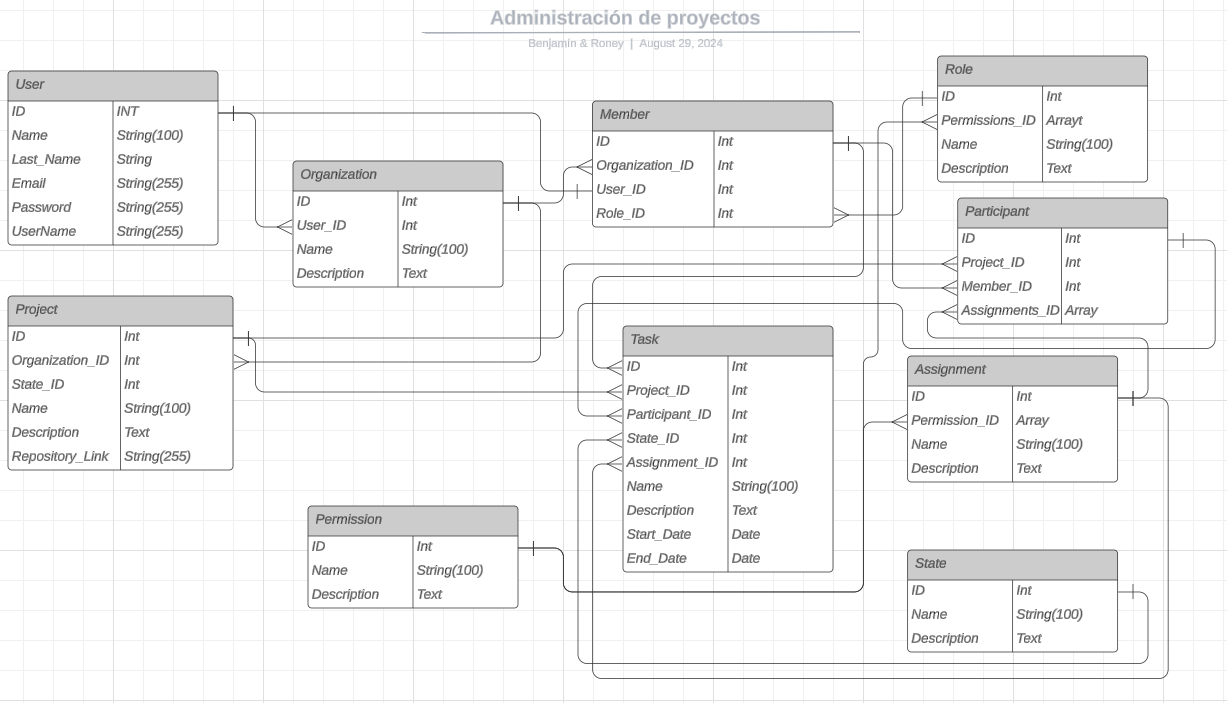 Administración de proyectos
Benjamin & Roney | August 29, 2024
User
ID INT
Name String(100)
Last_Name String
Email String(255)
Password String(255)
UserName String(255)
Organization
ID Int
User_ID Int
Name String(100)
Description Text
Member
ID Int
Organization_ID Int
User_ID Int
Role_ID Int
Role
ID Int
Permissions_ID Arrayt
Name String(100)
Description Text
Participant
ID Int
Project_ID Int
Member_ID Int
Assignments_ID Array
Project
ID Int
Organization_ID Int
State_ID Int
Name String(100)
Description Text
Repository_Link String(255)
Task
ID Int
Project_ID Int
Participant_ID Int
State_ID Int
Assignment_ID Int
Name String(100)
Description Text
Start_Date Date
End_Date Date
Assignment
ID Int
Permission_ID Array
Name String(100)
Description Text
Permission
ID Int
Name String(100)
Description Text
State
ID Int
Name String(100)
Description Text